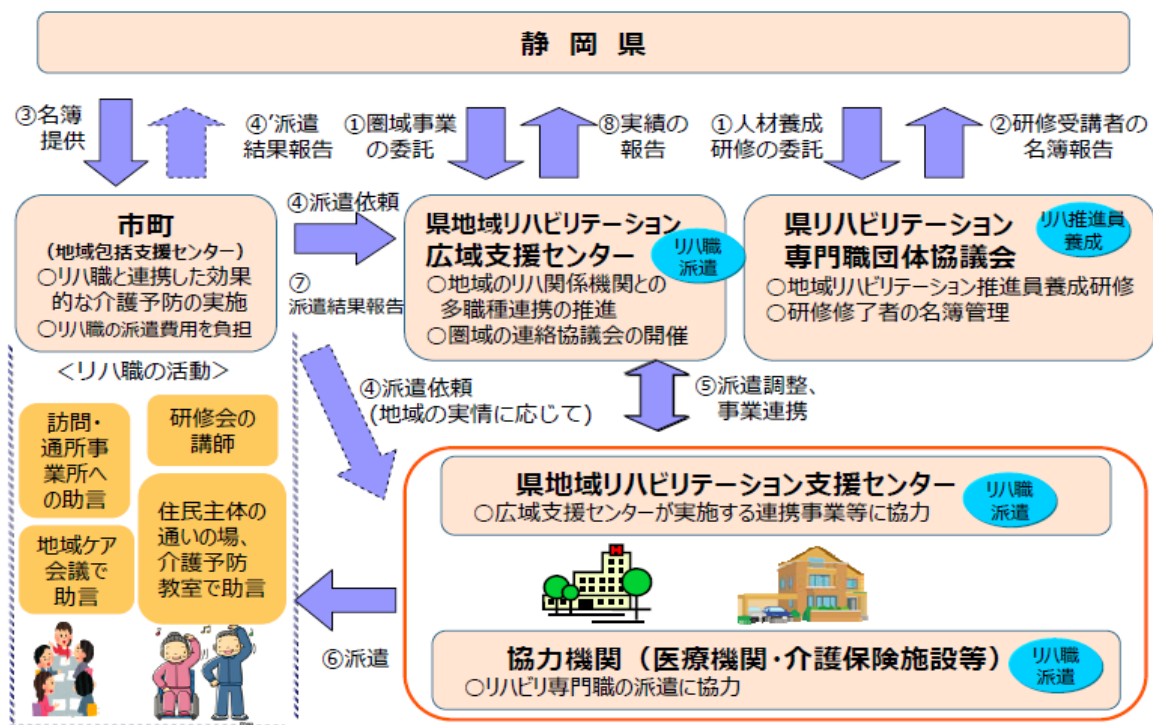 静岡県
③名簿
提供
④’派遣
結果報告
①圏域事業
の委託
⑧実績の
報告
①人材養成
研修の委託
②研修受講者の
名簿報告
市町
(地域包括支援センター)
○リハ職と連携した効果
的な介護予防の実施
○リハ職の派遣費用を負担
④派遣依頼
⑦
派遣結果報告
県地域リハビリテーション
広域支援センター
リハ職
派遣
○地域のリハ関係機関との
多職種連携の推進
○圏域の連絡協議会の開催
県リハビリテーション
専門職団体協議会
リハ推進員
養成
○地域リハビリテーション推進員養成研修
○研修修了者の名簿管理
＜リハ職の活動＞
訪問・
通所事
業所へ
の助言
研修会の
講師
地域ケア
会議で
助言
住民主体の
通いの場、
介護予防
教室で助言
④派遣依頼
(地域の実情に応じて)
⑤派遣調整、
事業連携
県地域リハビリテーション支援センター
○広域支援センターが実施する連携事業等に協力
リハ職
派遣
H
⑥派遣
協力機関（医療機関・介護保険施設等）
○リハビリ専門職の派遣に協力
リハ職
派遣